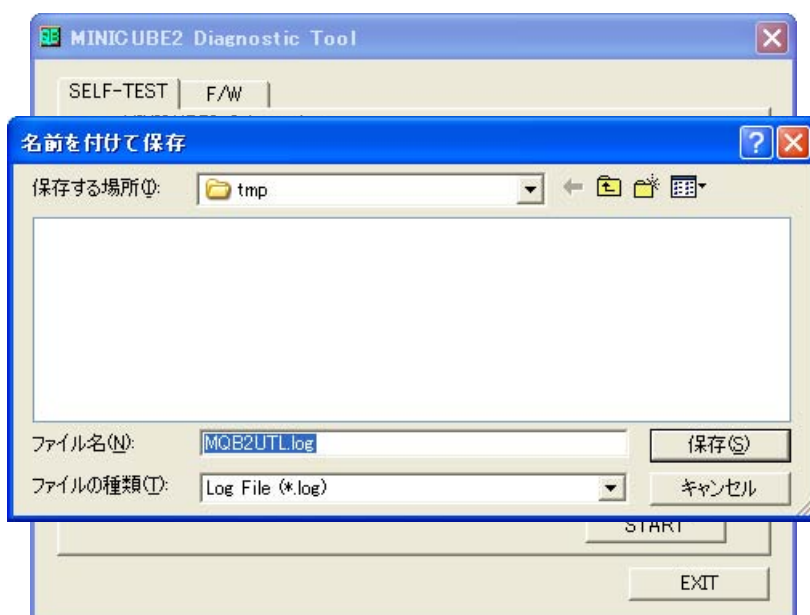 MINICUBE2 Diagnostic Tool
SELF-TEST F/W
名前を付けて保存
保存する場所(I): tmp
ファイル名(N): MQB2UTL.log 保存(S)
ファイルの種類(T): Log File (*.log) キャンセル
START
EXIT